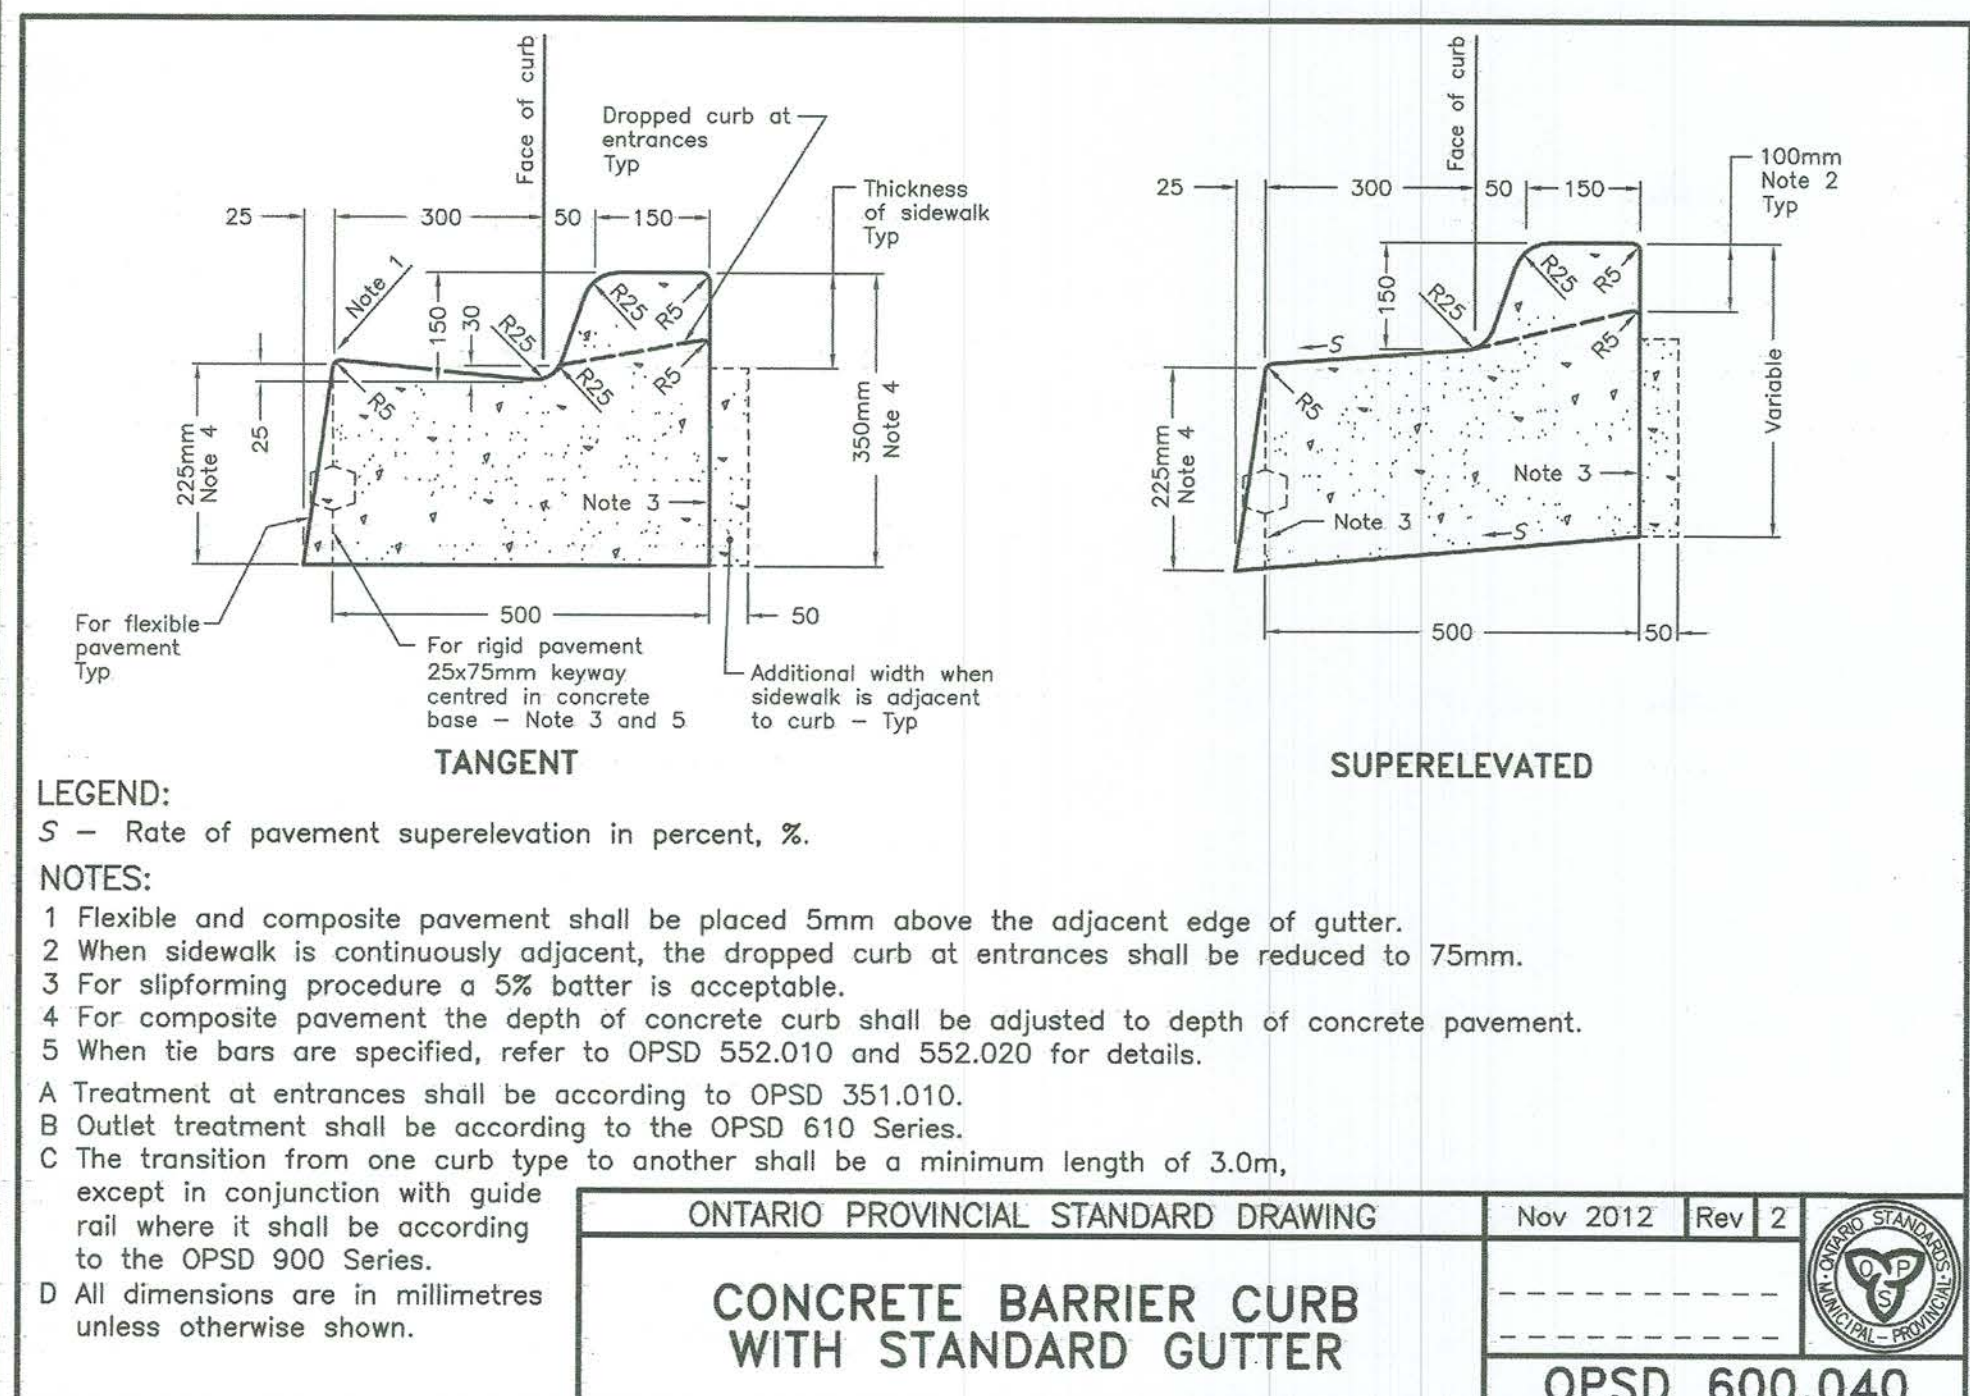 Face of curb
Dropped curb at
entrances
Typ
Thickness
of sidewalk
Typ
25
300
50
150
Note 1
150
30
R25
R25
R5
R5
R25
R5
225mm
Note 4
25
350mm
Note 4
Note 3
500
50
For flexible
pavement
Typ
For rigid pavement
25x75mm keyway
centred in concrete
base – Note 3 and 5
Additional width when
sidewalk is adjacent
to curb – Typ
TANGENT
Face of curb
100mm
Note 2
Typ
25
300
50
150
150
R25
R25
R5
R5
S
R5
Variable
225mm
Note 4
Note 3
Note 3
S
500
50
SUPERELEVATED
LEGEND:
S – Rate of pavement superelevation in percent, %.
NOTES:
1 Flexible and composite pavement shall be placed 5mm above the adjacent edge of gutter.
2 When sidewalk is continuously adjacent, the dropped curb at entrances shall be reduced to 75mm.
3 For slipforming procedure a 5% batter is acceptable.
4 For composite pavement the depth of concrete curb shall be adjusted to depth of concrete pavement.
5 When tie bars are specified, refer to OPSD 552.010 and 552.020 for details.
A Treatment at entrances shall be according to OPSD 351.010.
B Outlet treatment shall be according to the OPSD 610 Series.
C The transition from one curb type to another shall be a minimum length of 3.0m,
except in conjunction with guide
rail where it shall be according
to the OPSD 900 Series.
D All dimensions are in millimetres
unless otherwise shown.
ONTARIO PROVINCIAL STANDARD DRAWING
Nov 2012 Rev 2
CONCRETE BARRIER CURB
WITH STANDARD GUTTER
ONTARIO STANDARDS
MUNICIPAL – PROVINCIAL
O P S
OPSD 600.040